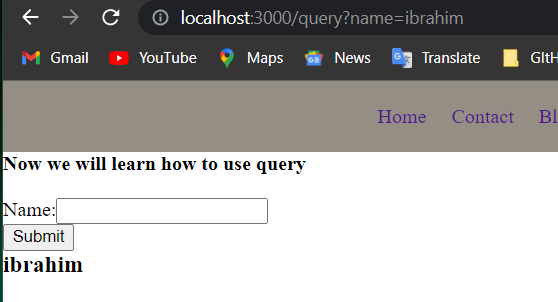 localhost:3000/query?name=ibrahim
Gmail YouTube Maps News Translate GItH
Home Contact Bl
Now we will learn how to use query
Name:
Submit
ibrahim